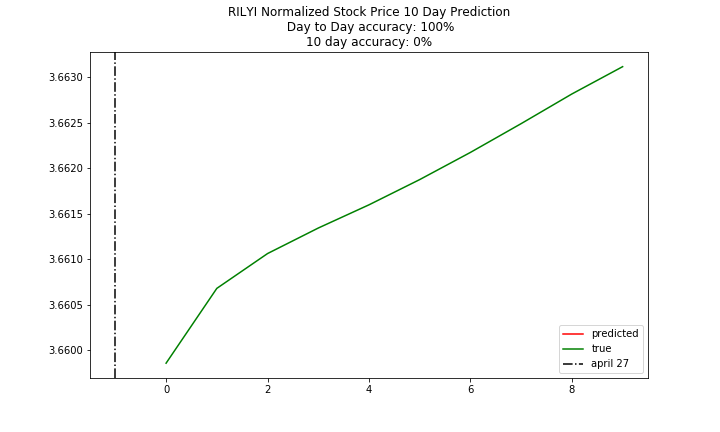 RILYI Normalized Stock Price 10 Day Prediction
Day to Day accuracy: 100%
10 day accuracy: 0%
3.6630
3.6625
3.6620
3.6615
3.6610
3.6605
3.6600
0 2 4 6 8
predicted
true
april 27